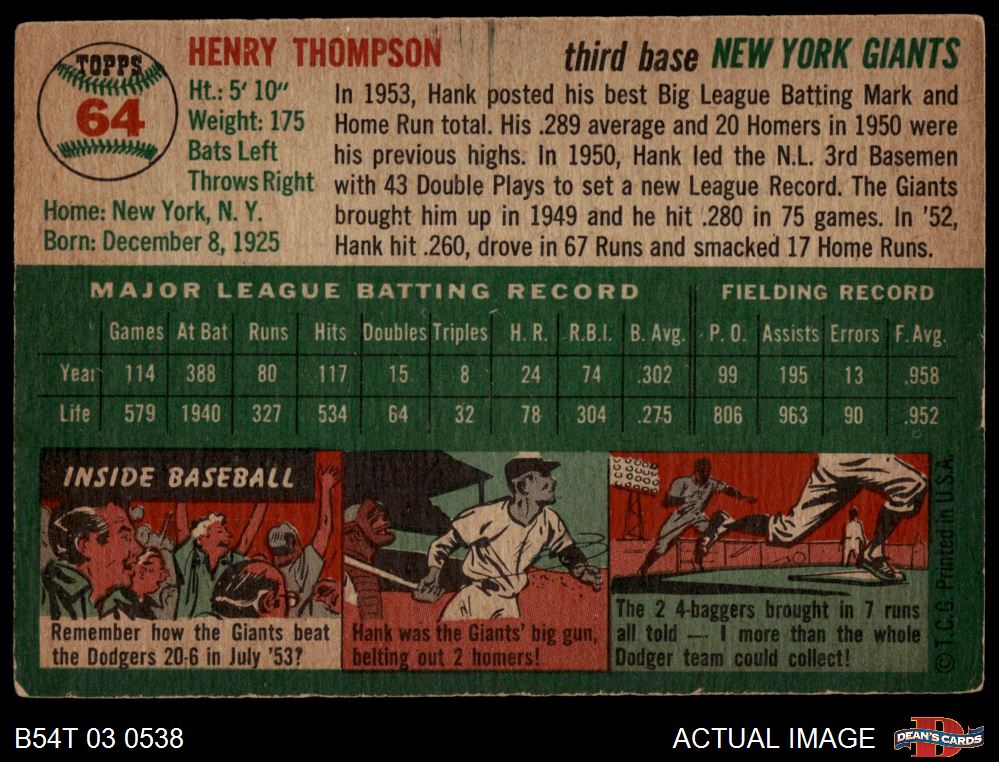 TOPPS
64
HENRY THOMPSON
third base NEW YORK GIANTS
Ht.: 5' 10"
Weight: 175
Bats Left
Throws Right
Home: New York, N. Y.
Born: December 8, 1925
In 1953, Hank posted his best Big League Batting Mark and
Home Run total. His .289 average and 20 Homers in 1950 were
his previous highs. In 1950, Hank led the N.L. 3rd Basemen
with 43 Double Plays to set a new League Record. The Giants
brought him up in 1949 and he hit .280 in 75 games. In '52,
Hank hit .260, drove in 67 Runs and smacked 17 Home Runs.
MAJOR LEAGUE BATTING RECORD FIELDING RECORD
Games At Bat Runs Hits Doubles Triples H. R. R.B.I. B. Avg. P. O. Assists Errors F. Avg.
Year 114 388 80 117 15 8 24 74 .302 99 195 13 .958
Life 579 1940 327 534 64 32 78 304 .275 806 963 90 .952
INSIDE BASEBALL
Remember how the Giants beat
the Dodgers 20-6 in July '53?
Hank was the Giants' big gun,
belting out 2 homers!
The 2 4-baggers brought in 7 runs
all told — 1 more than the whole
Dodger team could collect!
© T.C.G. Printed in U.S.A.
B54T 03 0538
ACTUAL IMAGE
DEAN'S CARDS